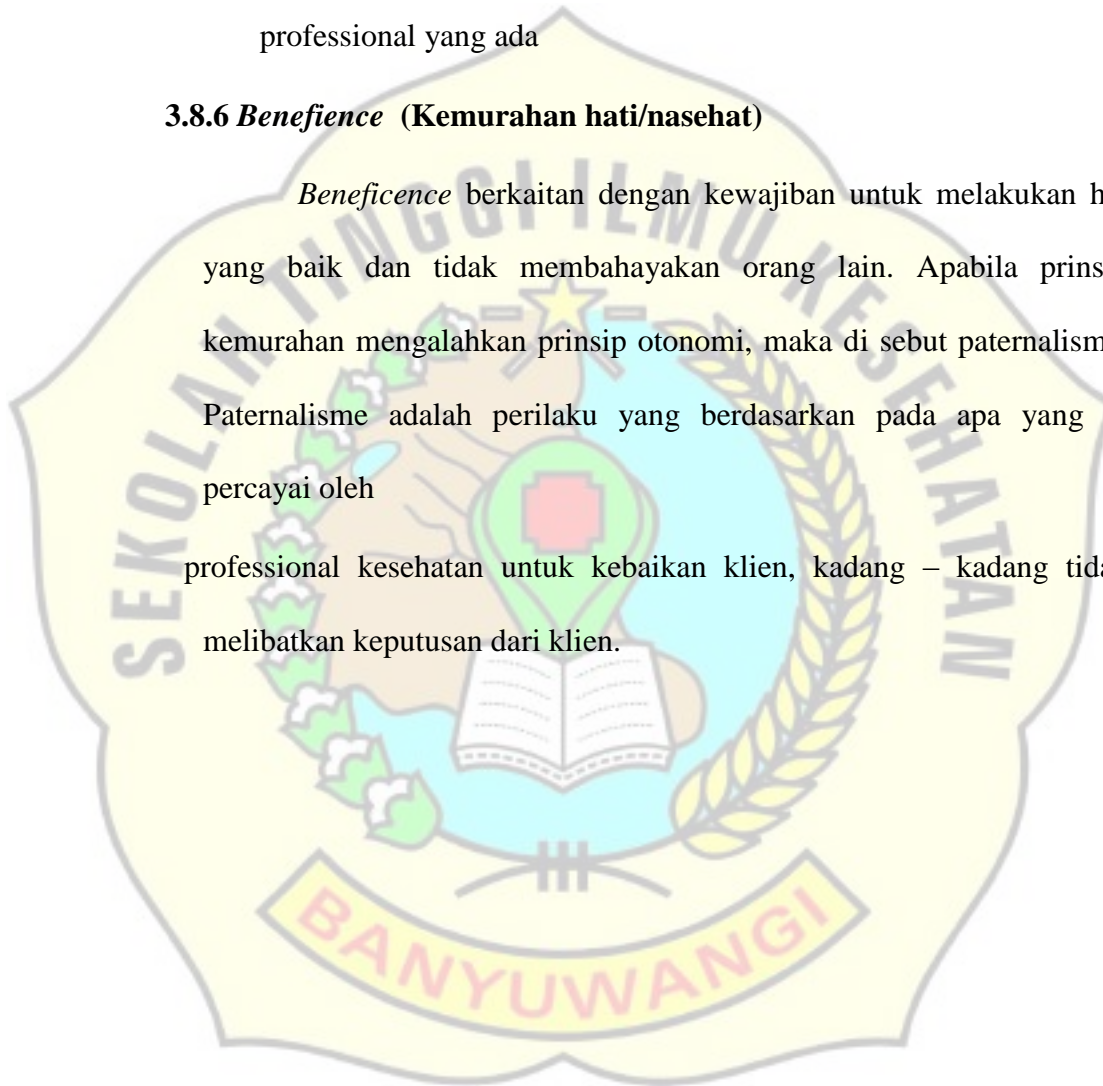 professional yang ada
3.8.6 Benefience (Kemurahan hati/nasehat)
Beneficence berkaitan dengan kewajiban untuk melakukan
yang baik dan tidak membahayakan orang lain. Apabila
kemurahan mengalahkan prinsip otonomi, maka di sebut
Paternalisme adalah perilaku yang berdasarkan pada apa yang
percayai oleh
professional kesehatan untuk kebaikan klien, kadang – kadang
melibatkan keputusan dari klien.
SEKOLAH TINGGI ILMU KESEHATAN
BANYUWANGI